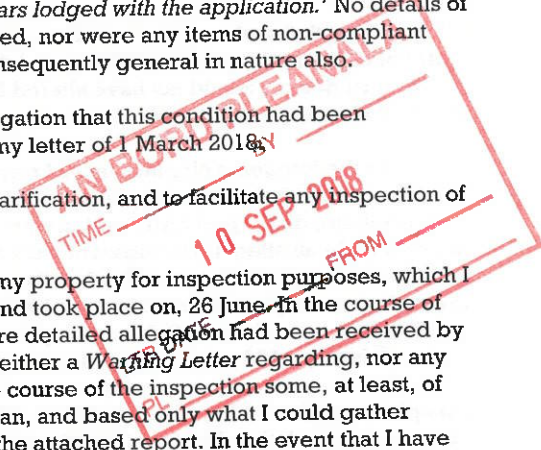 ars lodged with the application.' No details of
ed, nor were any items of non-compliant
nsequently general in nature also.
gation that this condition had been
ny letter of 1 March 2018;
arification, and to facilitate any inspection of
ny property for inspection purposes, which I
nd took place on, 26 June. In the course of
re detailed allegation had been received by
either a Warning Letter regarding, nor any
course of the inspection some, at least, of
an, and based only what I could gather
he attached report. In the event that I have
AN BORD PLEANALA
TIME BY
10 SEP 2018
FROM
LTR DATE
PL